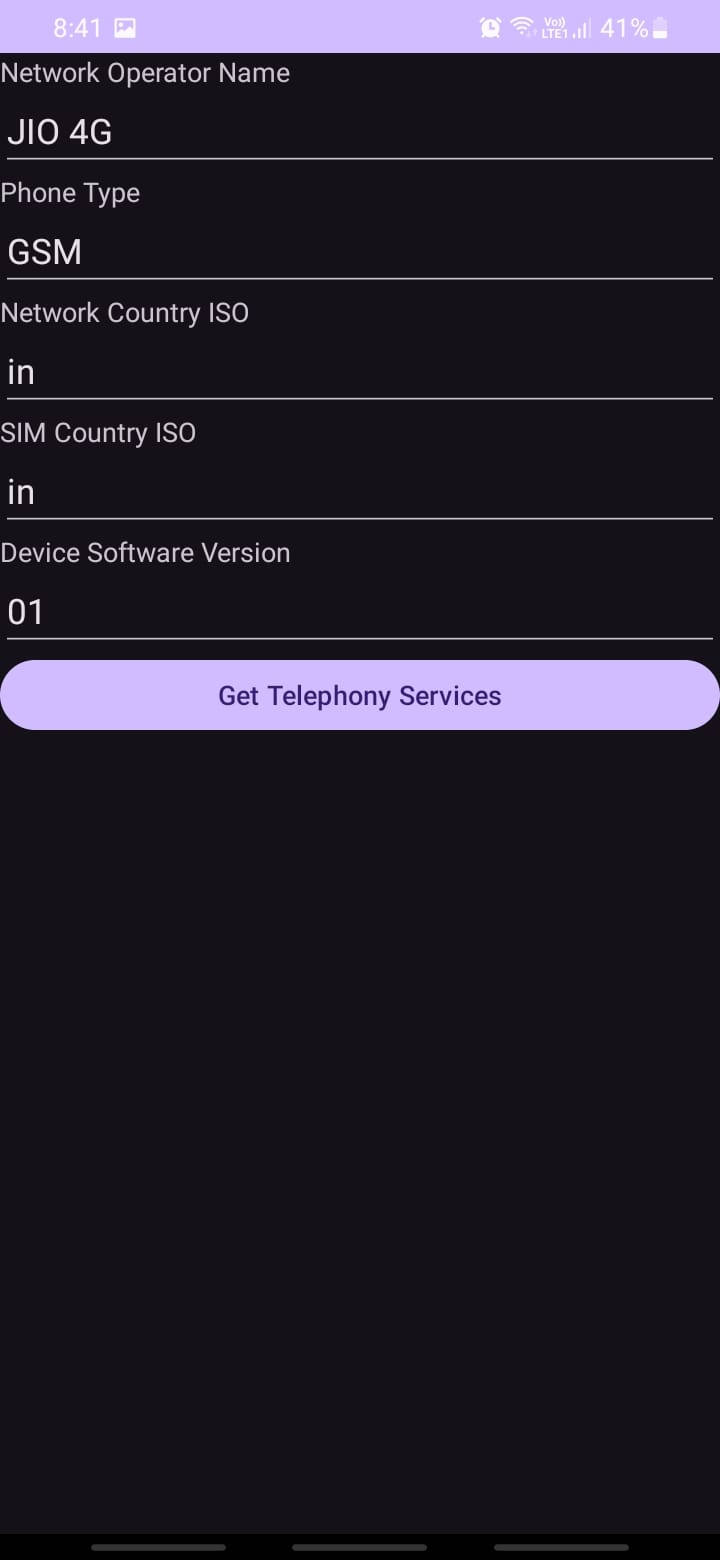 8:41 Vo)) LTE1 41%
Network Operator Name
JIO 4G
Phone Type
GSM
Network Country ISO
in
SIM Country ISO
in
Device Software Version
01
Get Telephony Services